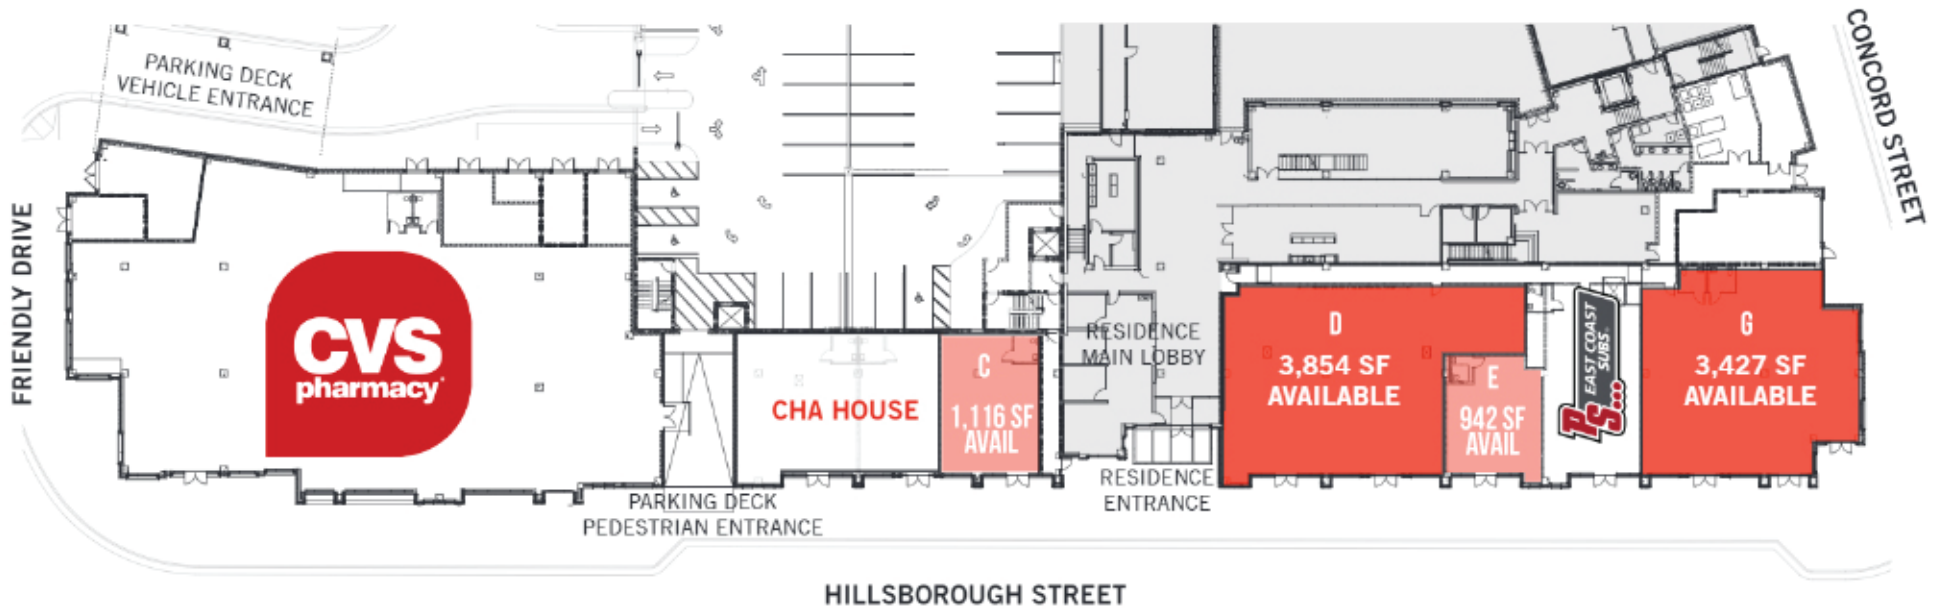 PARKING DECK
VEHICLE ENTRANCE
CONCORD STREET
FRIENDLY DRIVE
CVS
pharmacy
CHA HOUSE
C
1,116 SF
AVAIL
RESIDENCE
MAIN LOBBY
D
3,854 SF
AVAILABLE
E
942 SF
AVAIL
EAST COAST
SUBS
G
3,427 SF
AVAILABLE
RESIDENCE
ENTRANCE
PARKING DECK
PEDESTRIAN ENTRANCE
HILLSBOROUGH STREET